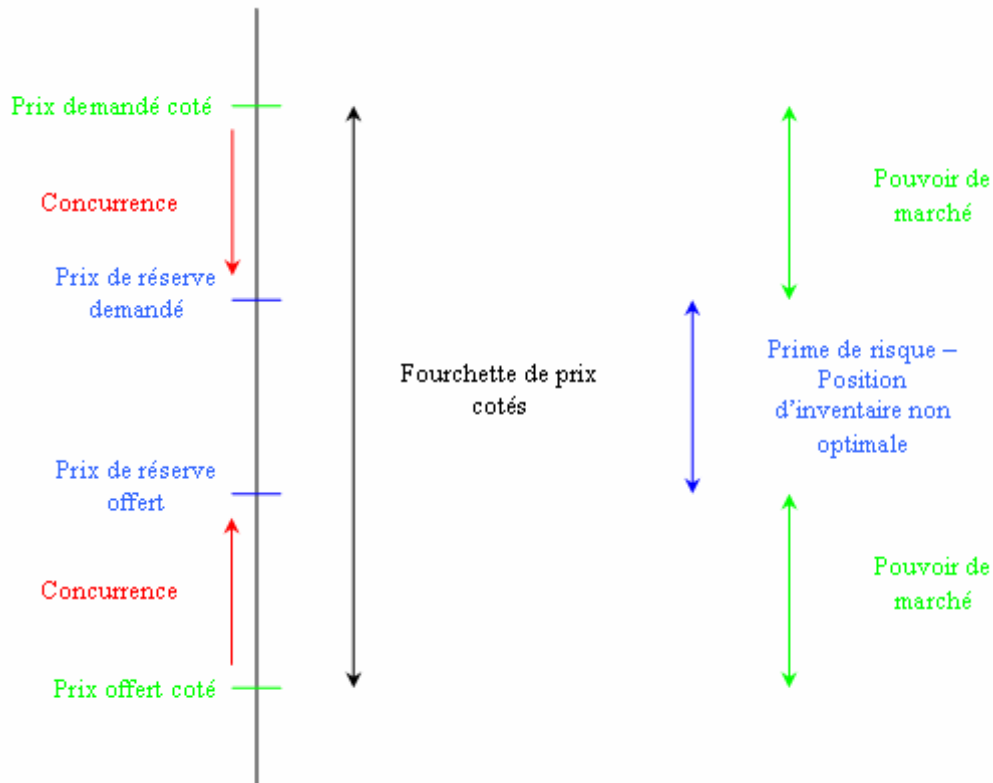 Prix demandé coté
Concurrence
Prix de réserve
demandé
Prix de réserve
offert
Concurrence
Prix offert coté
Fourchette de prix
cotés
Pouvoir de
marché
Prime de risque –
Position
d'inventaire non
optimale
Pouvoir de
marché